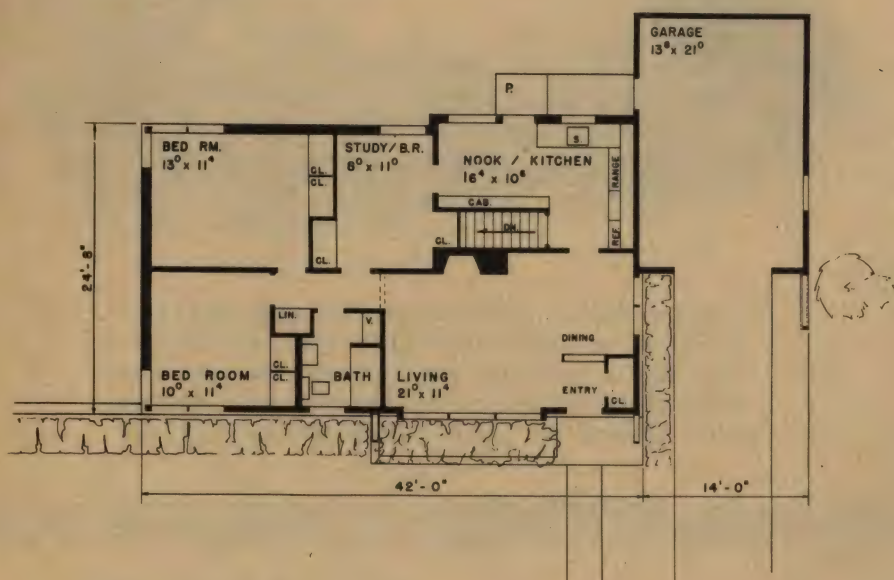 GARAGE
13⁸ x 21⁰
P.
BED RM.
13⁰ x 11⁴
CL.
CL.
CL.
STUDY/B.R.
8⁰ x 11⁰
NOOK / KITCHEN
16⁴ x 10⁶
S.
RANGE
REF.
CAB.
DN.
CL.
24'-8"
LIN.
V.
BED ROOM
10⁰ x 11⁴
CL.
CL.
BATH
LIVING
21⁰ x 11⁴
DINING
ENTRY
CL.
42'-0"
14'-0"